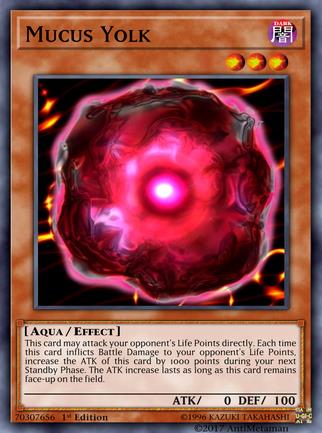 MUCUS YOLK
DARK
闇
[ AQUA / EFFECT ]
This card may attack your opponent's Life Points directly. Each time
this card inflicts Battle Damage to your opponent's Life Points,
increase the ATK of this card by 1000 points during your next
Standby Phase. The ATK increase lasts as long as this card remains
face-up on the field.
ATK/ 0 DEF/ 100
70307656 1st Edition ©1996 KAZUKI TAKAHASHI
©2017 AntiMetaman